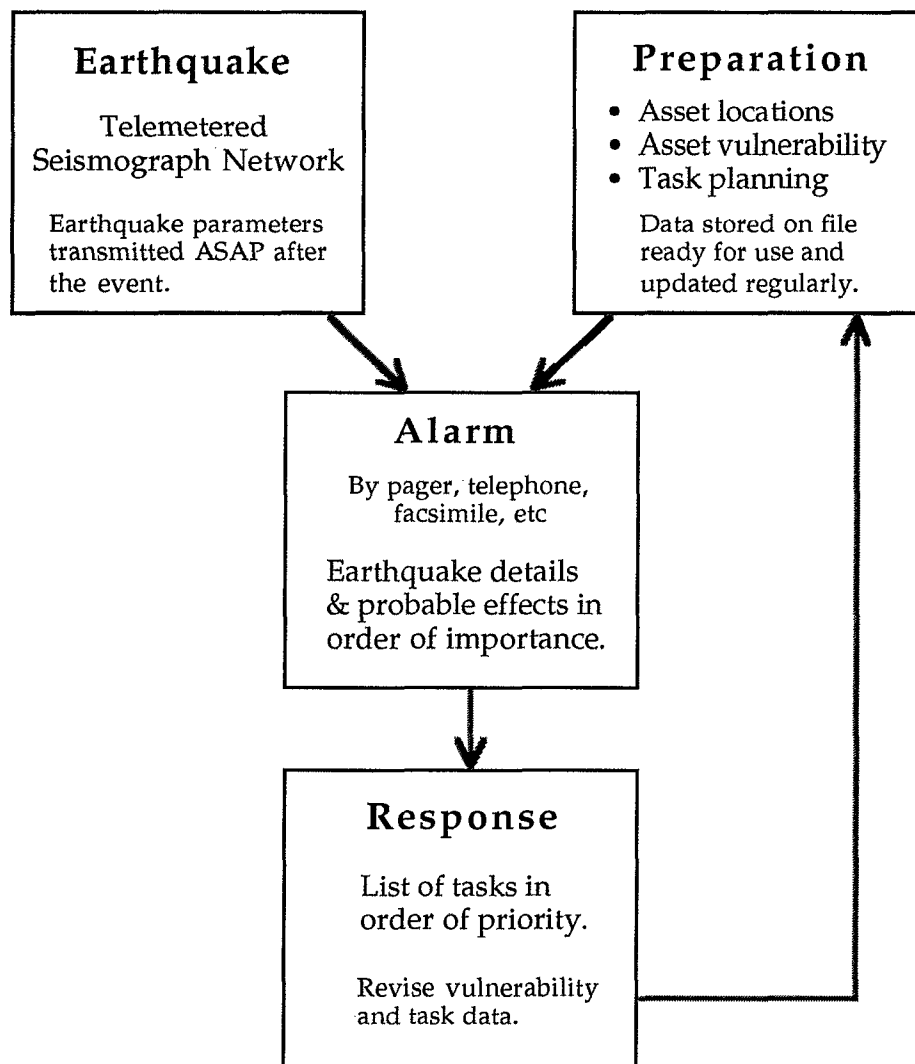 Earthquake
Telemetered
Seismograph Network
Earthquake parameters
transmitted ASAP after
the event.
Preparation
• Asset locations
• Asset vulnerability
• Task planning
Data stored on file
ready for use and
updated regularly.
Alarm
By pager, telephone,
facsimile, etc
Earthquake details
& probable effects in
order of importance.
Response
List of tasks in
order of priority.
Revise vulnerability
and task data.